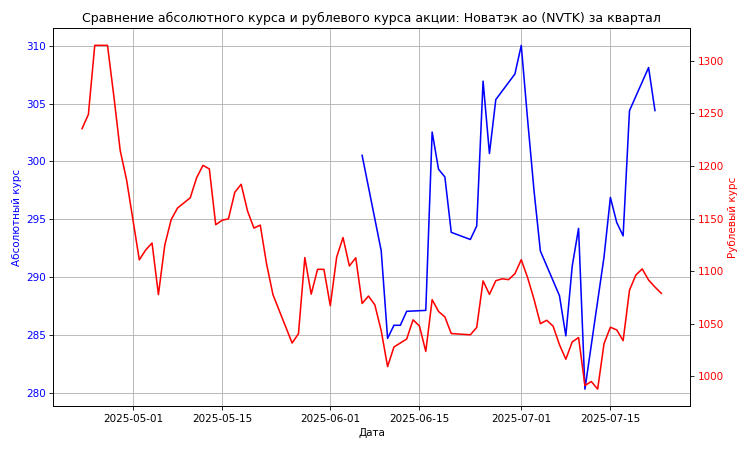 Сравнение абсолютного курса и рублевого курса акции: Новатэк ао (NVTK) за квартал
310
305
300
295
290
285
280
Абсолютный курс
1300
1250
1200
1150
1100
1050
1000
Рублевый курс
2025-05-01 2025-05-15 2025-06-01 2025-06-15 2025-07-01 2025-07-15
Дата